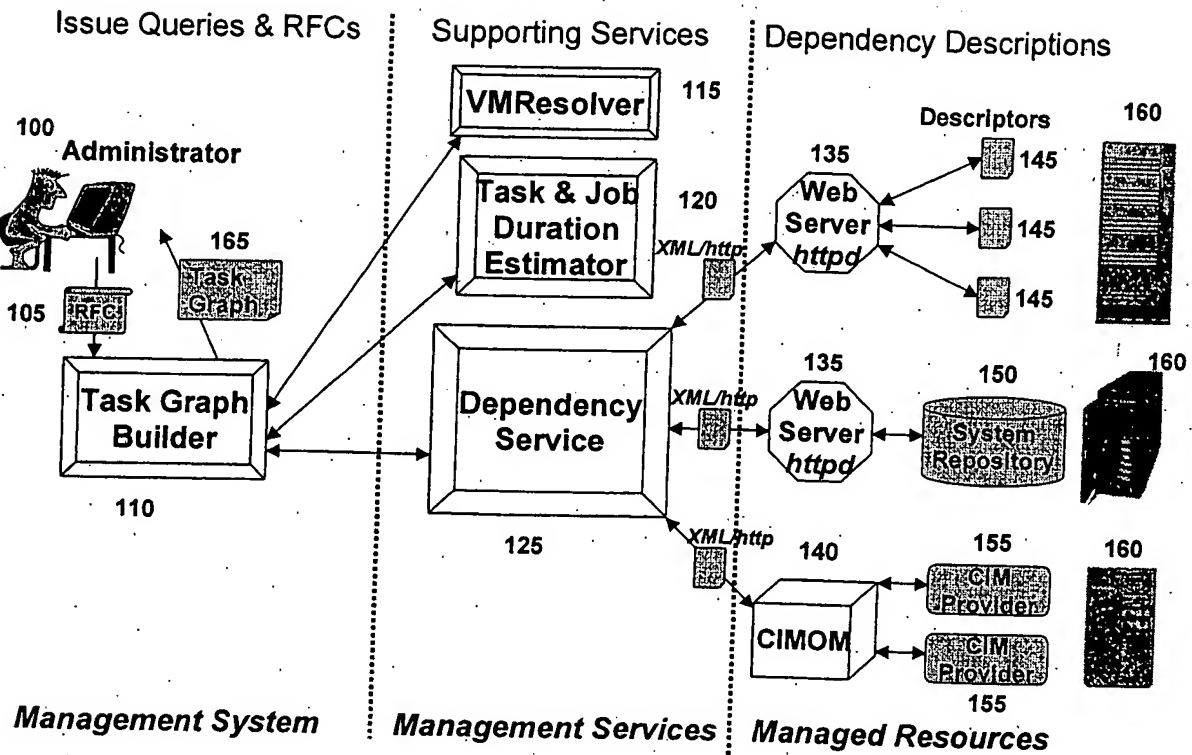 Issue Queries & RFCs
Supporting Services
Dependency Descriptions
VMResolver
115
100
Administrator
Task & Job
Duration
Estimator
120
165
Task
Graph
105
RFC
Task Graph
Builder
110
Dependency
Service
125
XML/http
XML/http
XML/http
135
Web
Server
httpd
Descriptors
145
145
145
160
135
Web
Server
httpd
150
System
Repository
160
140
CIMOM
155
CIM
Provider
CIM
Provider
155
160
Management System
Management Services
Managed Resources